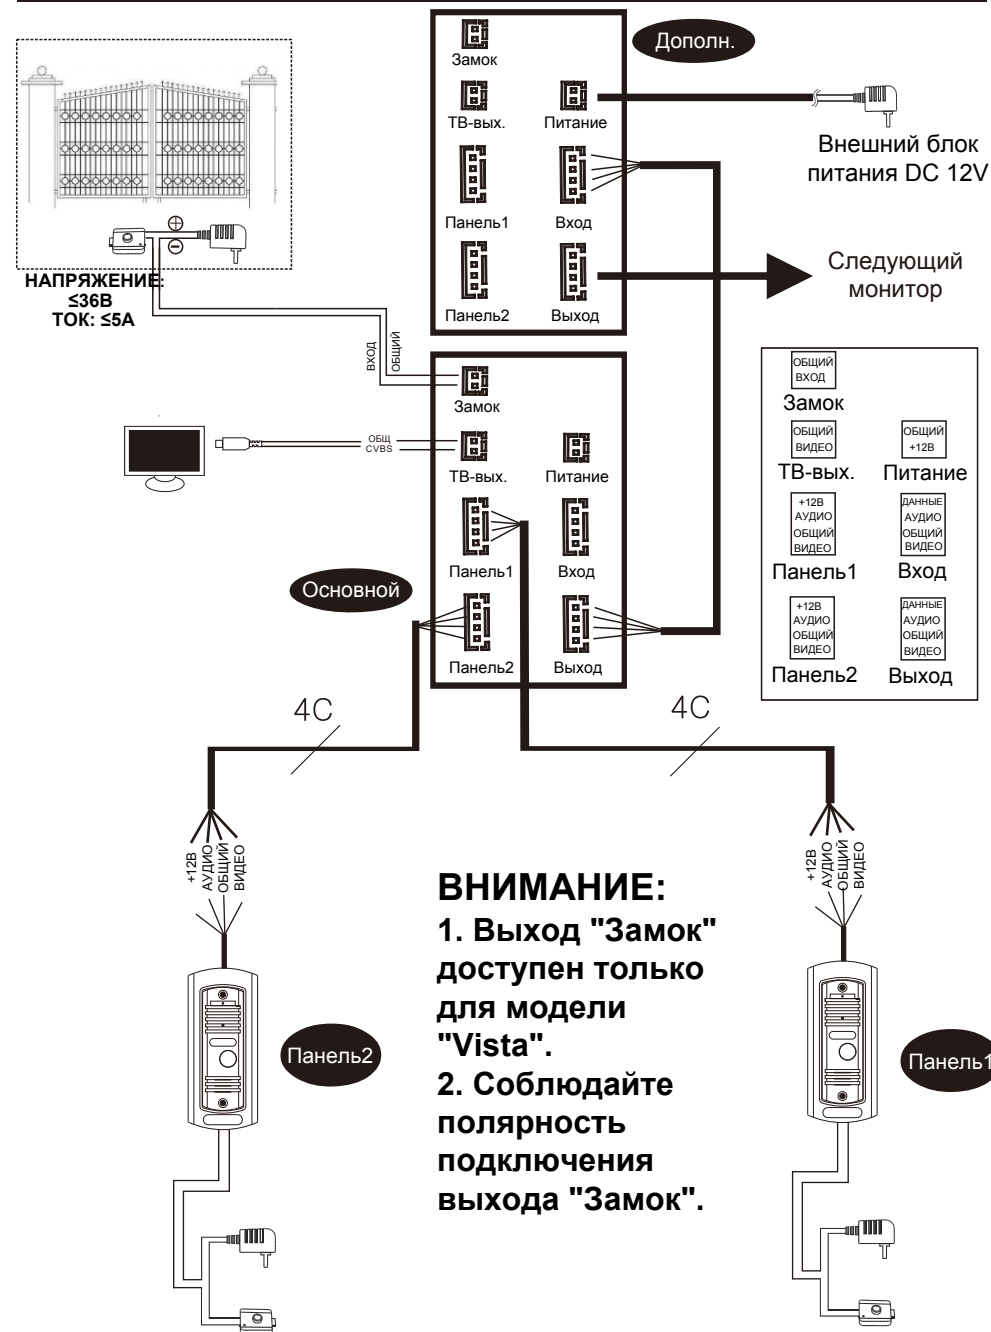 Дополн.
Замок
ТВ-вых.
Питание
Внешний блок
питания DC 12V
Панель1
Вход
Панель2
Выход
Следующий
монитор
НАПРЯЖЕНИЕ:
≤36В
ТОК: ≤5А
ВХОД
ОБЩИЙ
Замок
ОБЩ
CVBS
ТВ-вых.
Питание
Панель1
Вход
Основной
Панель2
Выход
ОБЩИЙ
ВХОД
Замок
ОБЩИЙ
ВИДЕО
ТВ-вых.
ОБЩИЙ
+12В
Питание
+12В
АУДИО
ОБЩИЙ
ВИДЕО
Панель1
ДАННЫЕ
АУДИО
ОБЩИЙ
ВИДЕО
Вход
+12В
АУДИО
ОБЩИЙ
ВИДЕО
Панель2
ДАННЫЕ
АУДИО
ОБЩИЙ
ВИДЕО
Выход
4C
4C
+12В
АУДИО
ОБЩИЙ
ВИДЕО
+12В
АУДИО
ОБЩИЙ
ВИДЕО
ВНИМАНИЕ:
1. Выход "Замок"
доступен только
для модели
"Vista".
2. Соблюдайте
полярность
подключения
выхода "Замок".
Панель2
Панель1